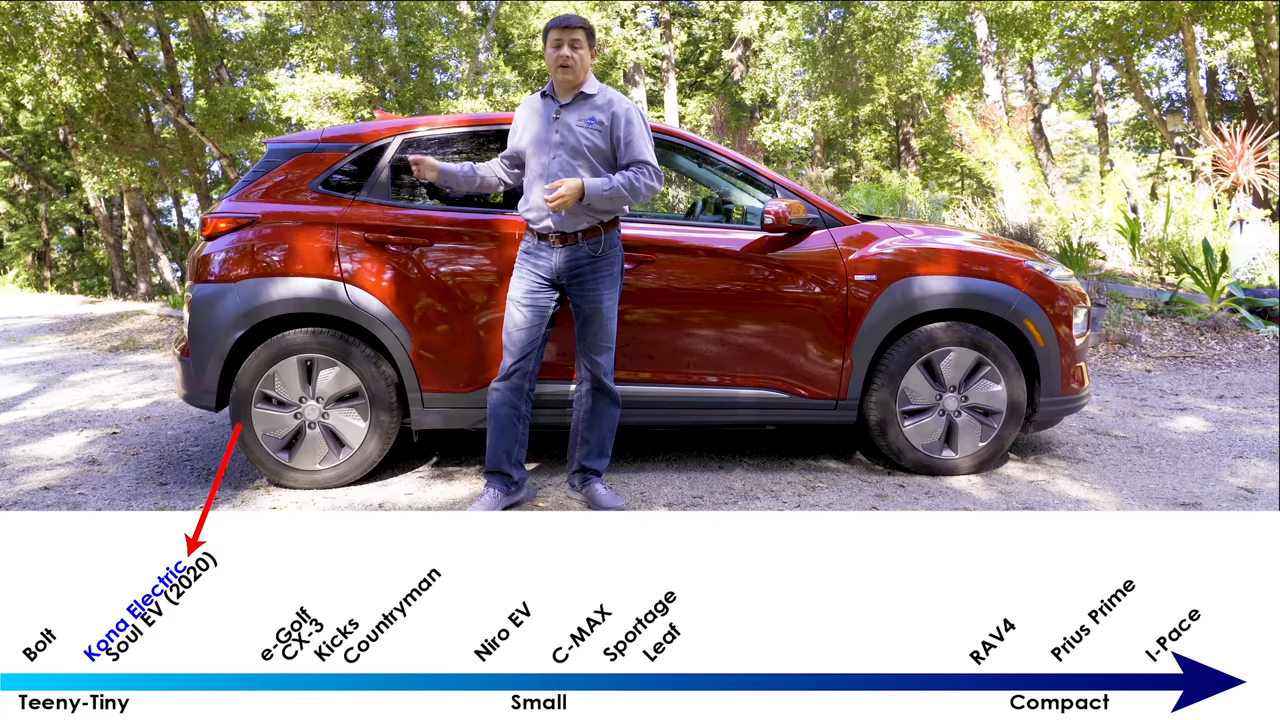 Bolt
Kona Electric
Soul EV (2020)
e-Golf
CX-3
Kicks
Countryman
Niro EV
C-MAX
Sportage
Leaf
RAV4
Prius Prime
I-Pace
Teeny-Tiny
Small
Compact